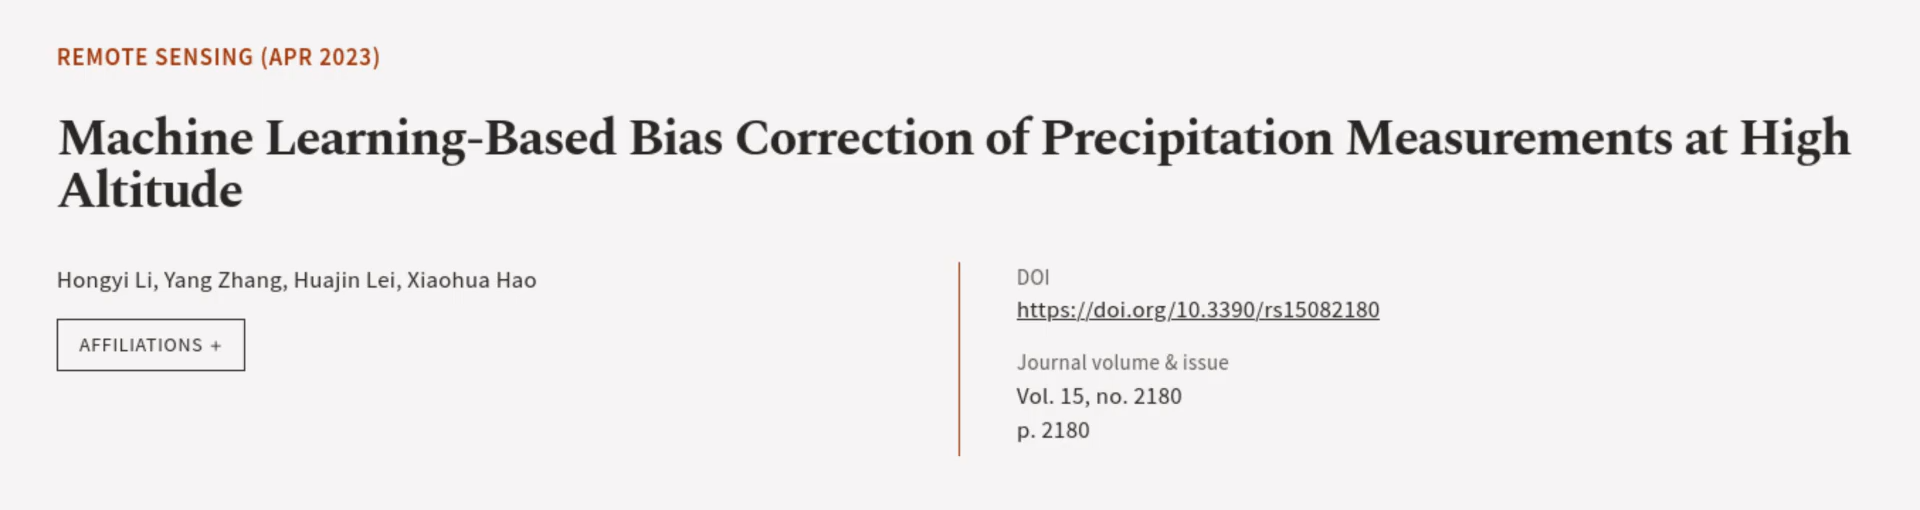 REMOTE SENSING (APR 2023)
Machine Learning-Based Bias Correction of Precipitation Measurements at High
Altitude
Hongyi Li, Yang Zhang, Huajin Lei, Xiaohua Hao
AFFILIATIONS +
DOI
https://doi.org/10.3390/rs15082180
Journal volume & issue
Vol. 15, no. 2180
p. 2180